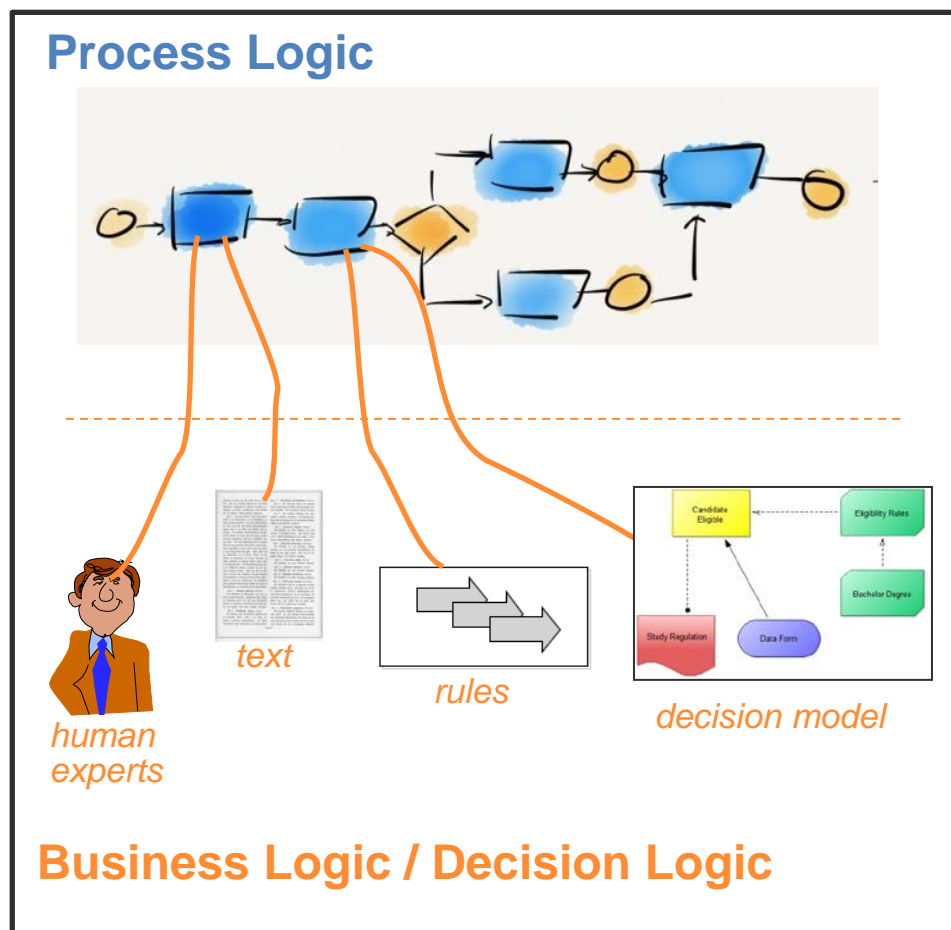 Process Logic
text
rules
human
experts
decision model
Candidate
Eligible
Eligibility Rules
Bachelor Degree
Study Regulation
Data Form
Business Logic / Decision Logic